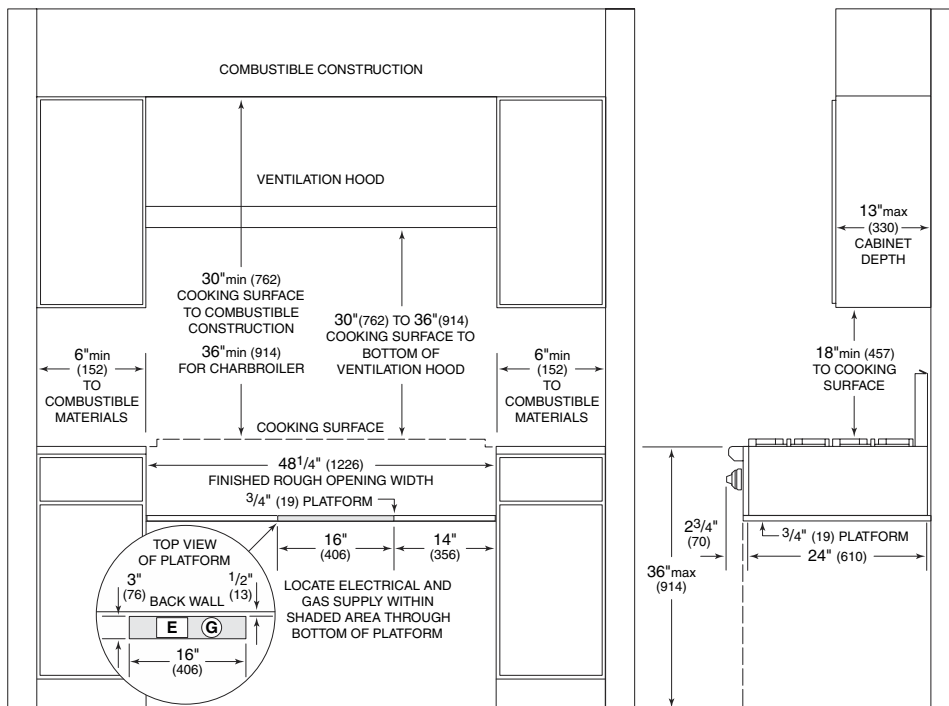 COMBUSTIBLE CONSTRUCTION
VENTILATION HOOD
30"min (762)
COOKING SURFACE
TO COMBUSTIBLE
CONSTRUCTION
36"min (914)
FOR CHARBROILER
30"(762) TO 36"(914)
COOKING SURFACE TO
BOTTOM OF
VENTILATION HOOD
6"min
(152)
TO
COMBUSTIBLE
MATERIALS
6"min
(152)
TO
COMBUSTIBLE
MATERIALS
COOKING SURFACE
48 1/4" (1226)
FINISHED ROUGH OPENING WIDTH
3/4" (19) PLATFORM
16"
(406)
14"
(356)
LOCATE ELECTRICAL AND
GAS SUPPLY WITHIN
SHADED AREA THROUGH
BOTTOM OF PLATFORM
TOP VIEW
OF PLATFORM
3"
(76)
1/2"
(13)
BACK WALL
E G
16"
(406)
13"max
(330)
CABINET
DEPTH
18"min (457)
TO COOKING
SURFACE
2 3/4"
(70)
3/4" (19) PLATFORM
24" (610)
36"max
(914)